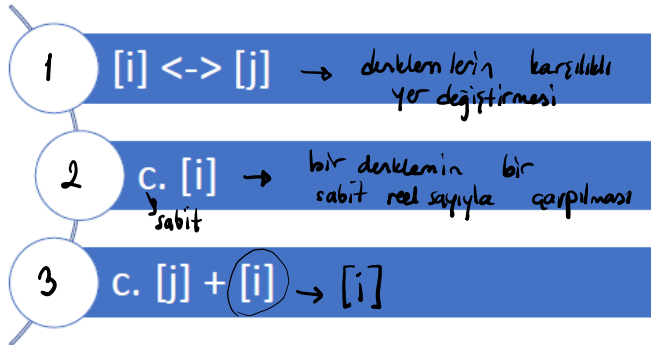 1 [i] <-> [j] → denklemlerin karşılıklı
yer değiştirmesi
2 c. [i] → bir denklemin bir
sabit reel sayıyla çarpılması
sabit
3 c. [j] + [i] → [i]